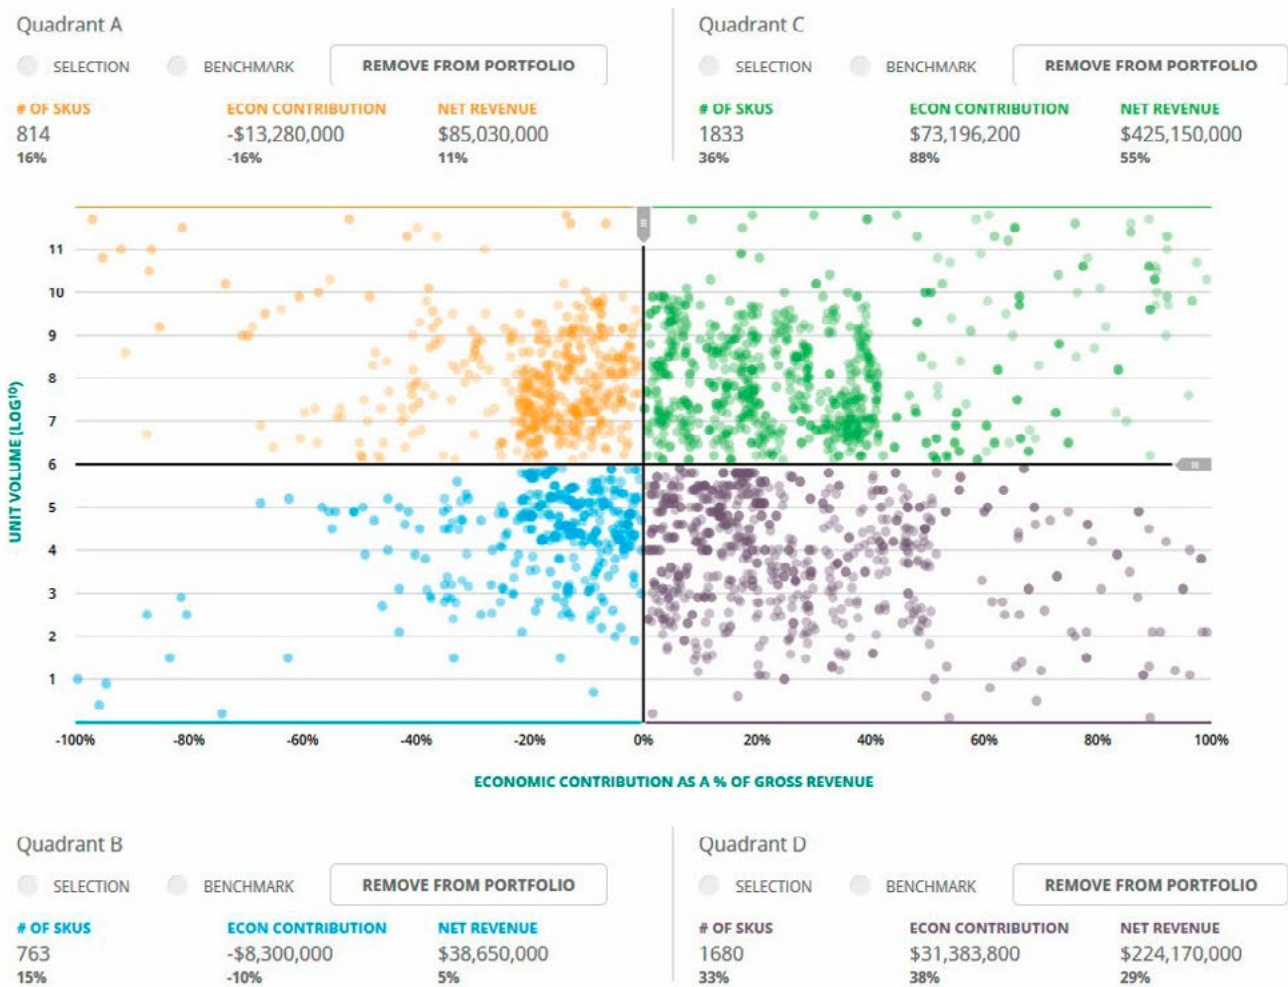 Quadrant A
SELECTION BENCHMARK REMOVE FROM PORTFOLIO
# OF SKUS ECON CONTRIBUTION NET REVENUE
814 -$13,280,000 $85,030,000
16% -16% 11%
Quadrant C
SELECTION BENCHMARK REMOVE FROM PORTFOLIO
# OF SKUS ECON CONTRIBUTION NET REVENUE
1833 $73,196,200 $425,150,000
36% 88% 55%
UNIT VOLUME (LOG¹⁰)
11
10
9
8
7
6
5
4
3
2
1
-100% -80% -60% -40% -20% 0% 20% 40% 60% 80% 100%
ECONOMIC CONTRIBUTION AS A % OF GROSS REVENUE
Quadrant B
SELECTION BENCHMARK REMOVE FROM PORTFOLIO
# OF SKUS ECON CONTRIBUTION NET REVENUE
763 -$8,300,000 $38,650,000
15% -10% 5%
Quadrant D
SELECTION BENCHMARK REMOVE FROM PORTFOLIO
# OF SKUS ECON CONTRIBUTION NET REVENUE
1680 $31,383,800 $224,170,000
33% 38% 29%